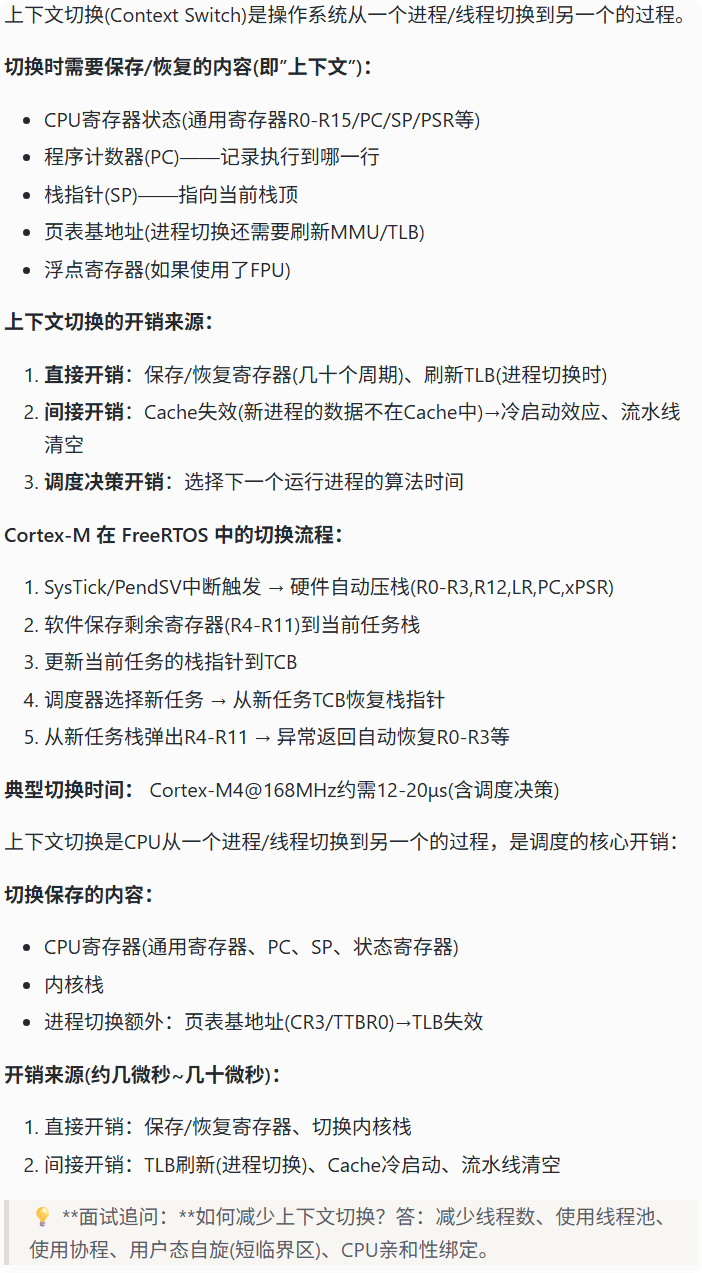 上下文切换(Context Switch)是操作系统从一个进程/线程切换到另一个的过程。
切换时需要保存/恢复的内容(即”上下文”)：
• CPU寄存器状态(通用寄存器R0-R15/PC/SP/PSR等)
• 程序计数器(PC)——记录执行到哪一行
• 栈指针(SP)——指向当前栈顶
• 页表基地址(进程切换还需要刷新MMU/TLB)
• 浮点寄存器(如果使用了FPU)
上下文切换的开销来源：
1. 直接开销：保存/恢复寄存器(几十个周期)、刷新TLB(进程切换时)
2. 间接开销：Cache失效(新进程的数据不在Cache中)→冷启动效应、流水线
清空
3. 调度决策开销：选择下一个运行进程的算法时间
Cortex-M 在 FreeRTOS 中的切换流程：
1. SysTick/PendSV中断触发 → 硬件自动压栈(R0-R3,R12,LR,PC,xPSR)
2. 软件保存剩余寄存器(R4-R11)到当前任务栈
3. 更新当前任务的栈指针到TCB
4. 调度器选择新任务 → 从新任务TCB恢复栈指针
5. 从新任务栈弹出R4-R11 → 异常返回自动恢复R0-R3等
典型切换时间： Cortex-M4@168MHz约需12-20μs(含调度决策)
上下文切换是CPU从一个进程/线程切换到另一个的过程，是调度的核心开销：
切换保存的内容：
• CPU寄存器(通用寄存器、PC、SP、状态寄存器)
• 内核栈
• 进程切换额外：页表基地址(CR3/TTBR0)→TLB失效
开销来源(约几微秒~几十微秒)：
1. 直接开销：保存/恢复寄存器、切换内核栈
2. 间接开销：TLB刷新(进程切换)、Cache冷启动、流水线清空
💡 **面试追问：**如何减少上下文切换？答：减少线程数、使用线程池、
使用协程、用户态自旋(短临界区)、CPU亲和性绑定。